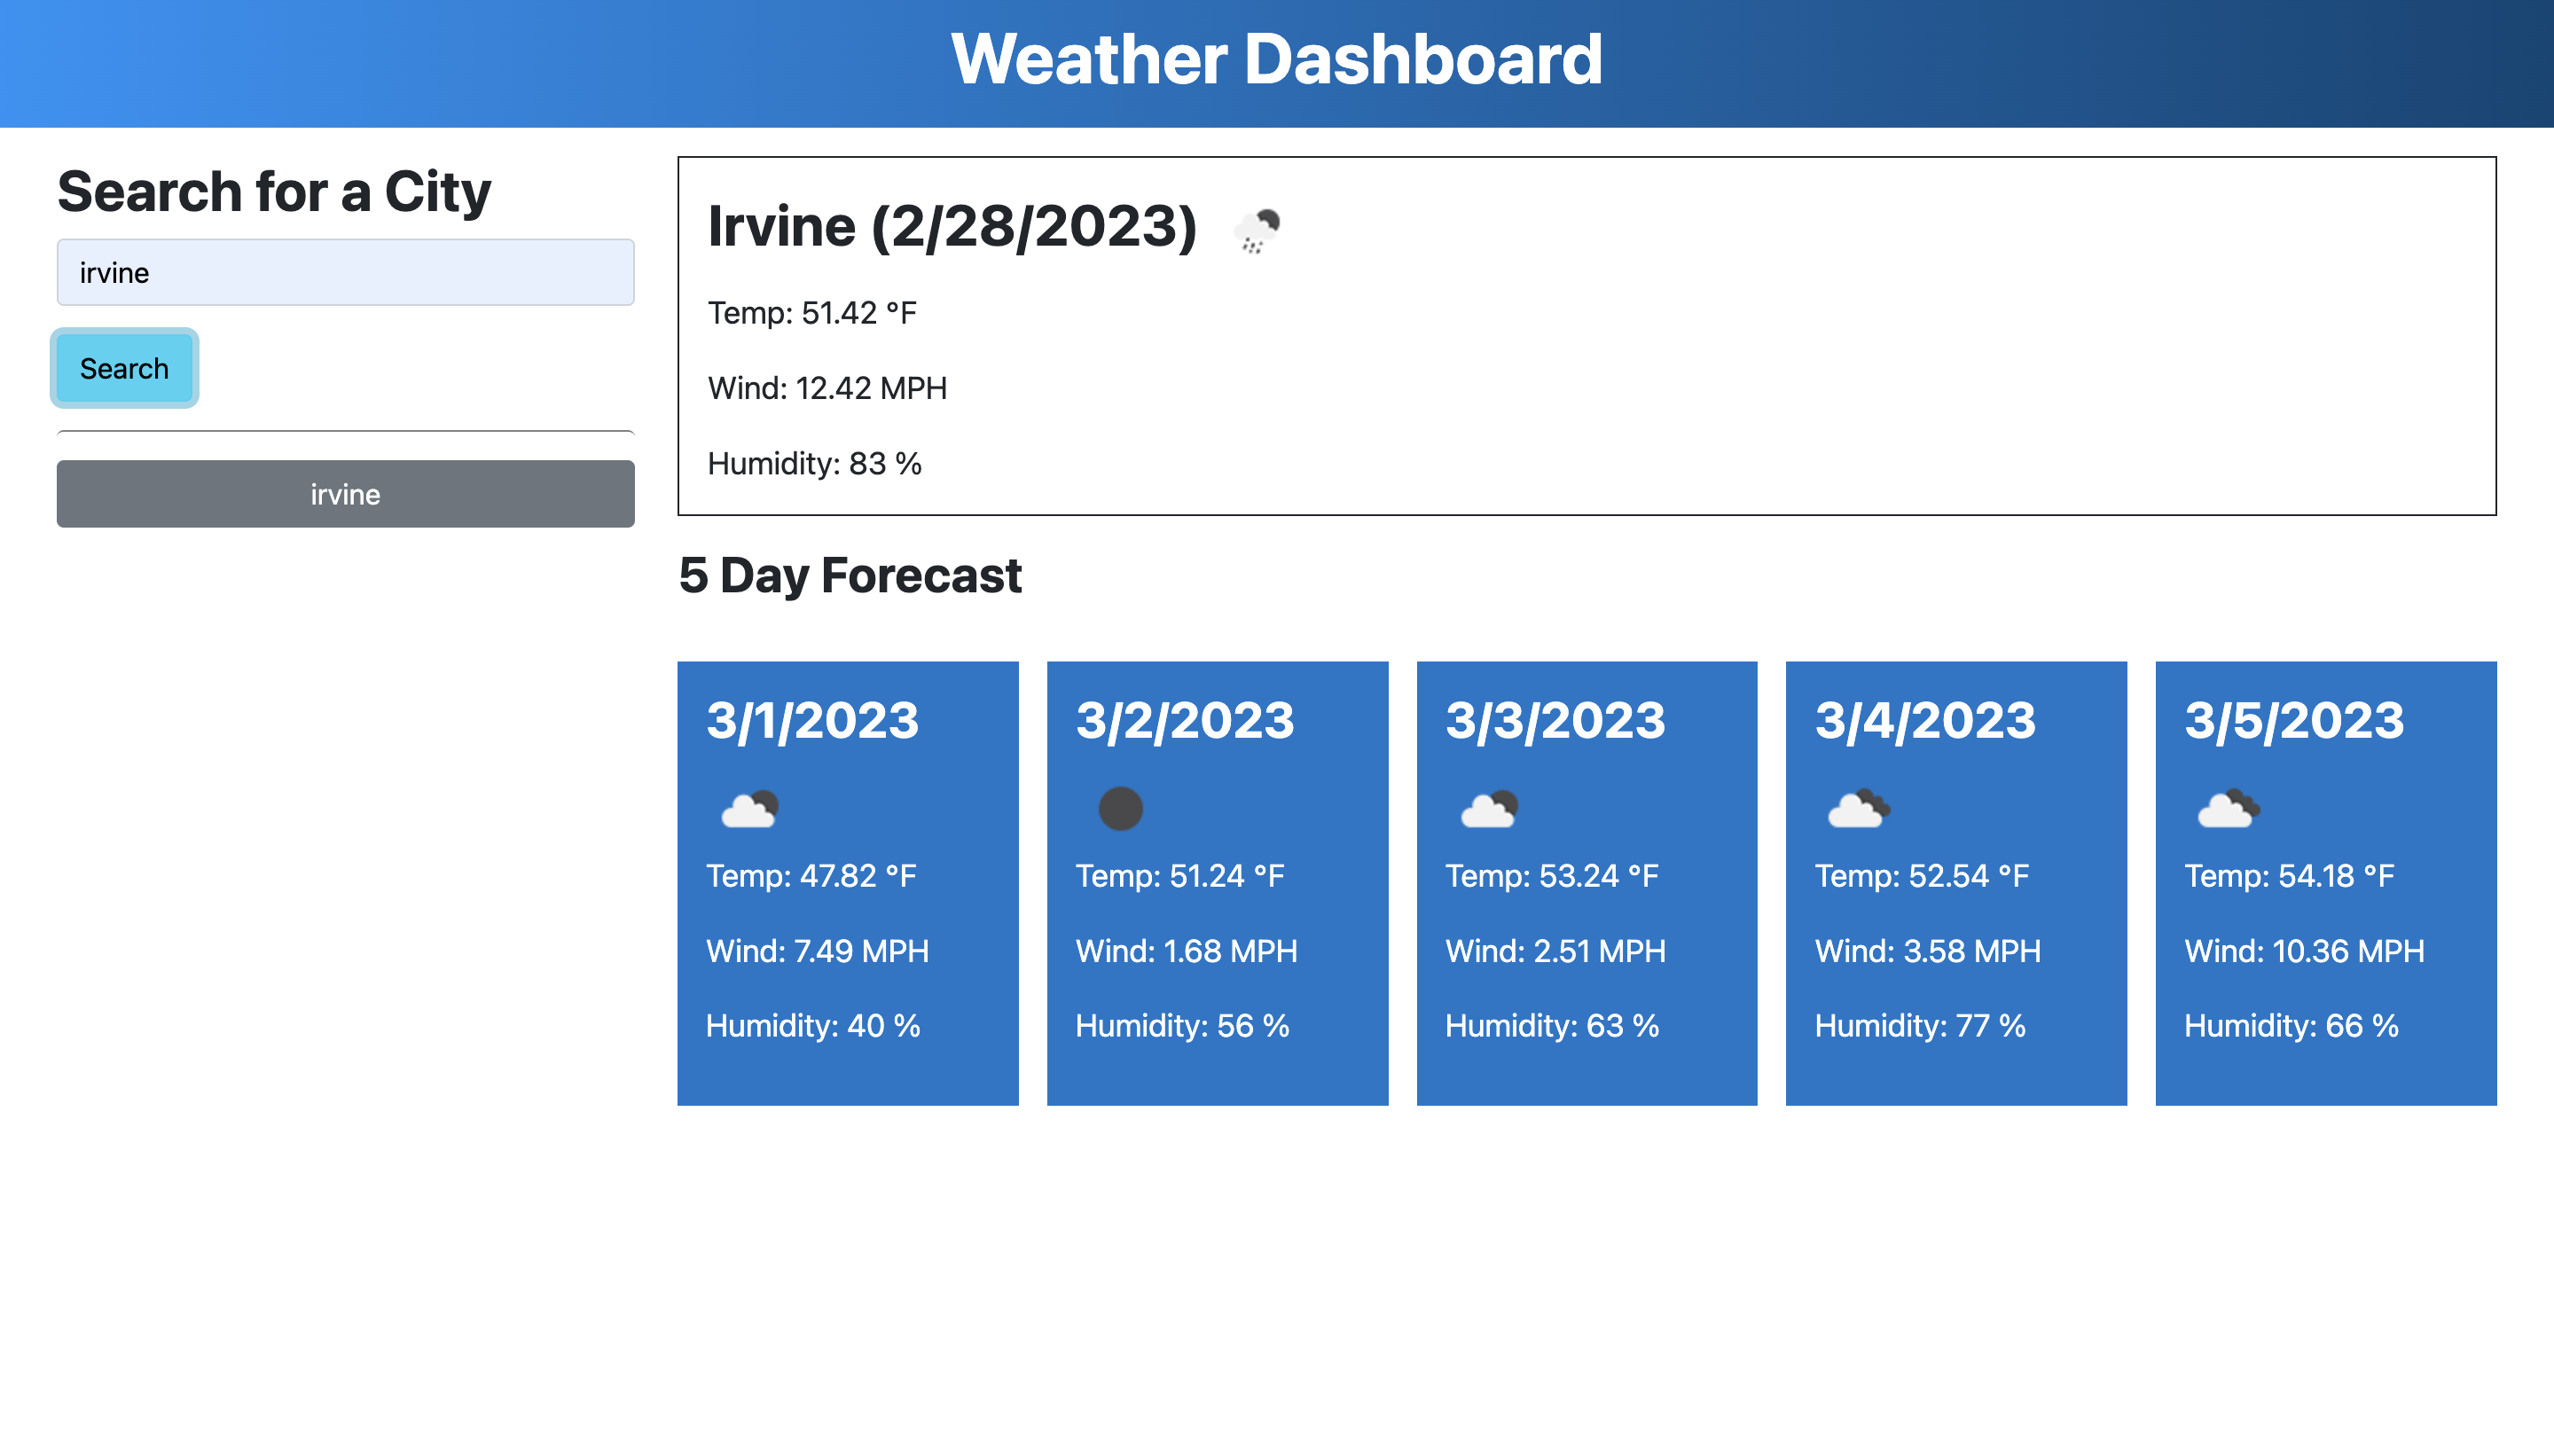 Weather Dashboard
Search for a City
irvine
Search
irvine
Irvine (2/28/2023)
Temp: 51.42 °F
Wind: 12.42 MPH
Humidity: 83 %
5 Day Forecast
3/1/2023
Temp: 47.82 °F
Wind: 7.49 MPH
Humidity: 40 %
3/2/2023
Temp: 51.24 °F
Wind: 1.68 MPH
Humidity: 56 %
3/3/2023
Temp: 53.24 °F
Wind: 2.51 MPH
Humidity: 63 %
3/4/2023
Temp: 52.54 °F
Wind: 3.58 MPH
Humidity: 77 %
3/5/2023
Temp: 54.18 °F
Wind: 10.36 MPH
Humidity: 66 %